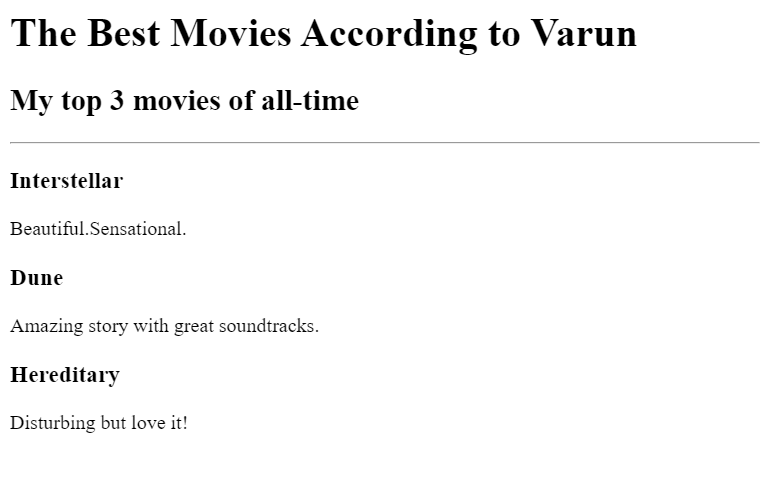 The Best Movies According to Varun
My top 3 movies of all-time
Interstellar
Beautiful.Sensational.
Dune
Amazing story with great soundtracks.
Hereditary
Disturbing but love it!